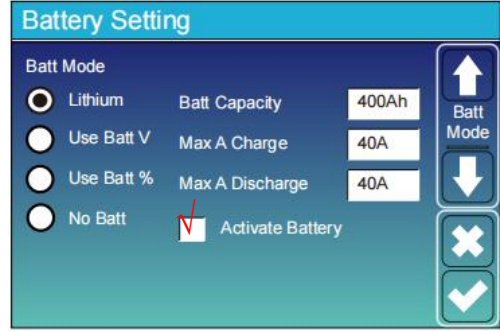 Battery Setting
Batt Mode
Lithium
Use Batt V
Use Batt %
No Batt
Batt Capacity 400Ah
Max A Charge 40A
Max A Discharge 40A
Activate Battery
Batt
Mode